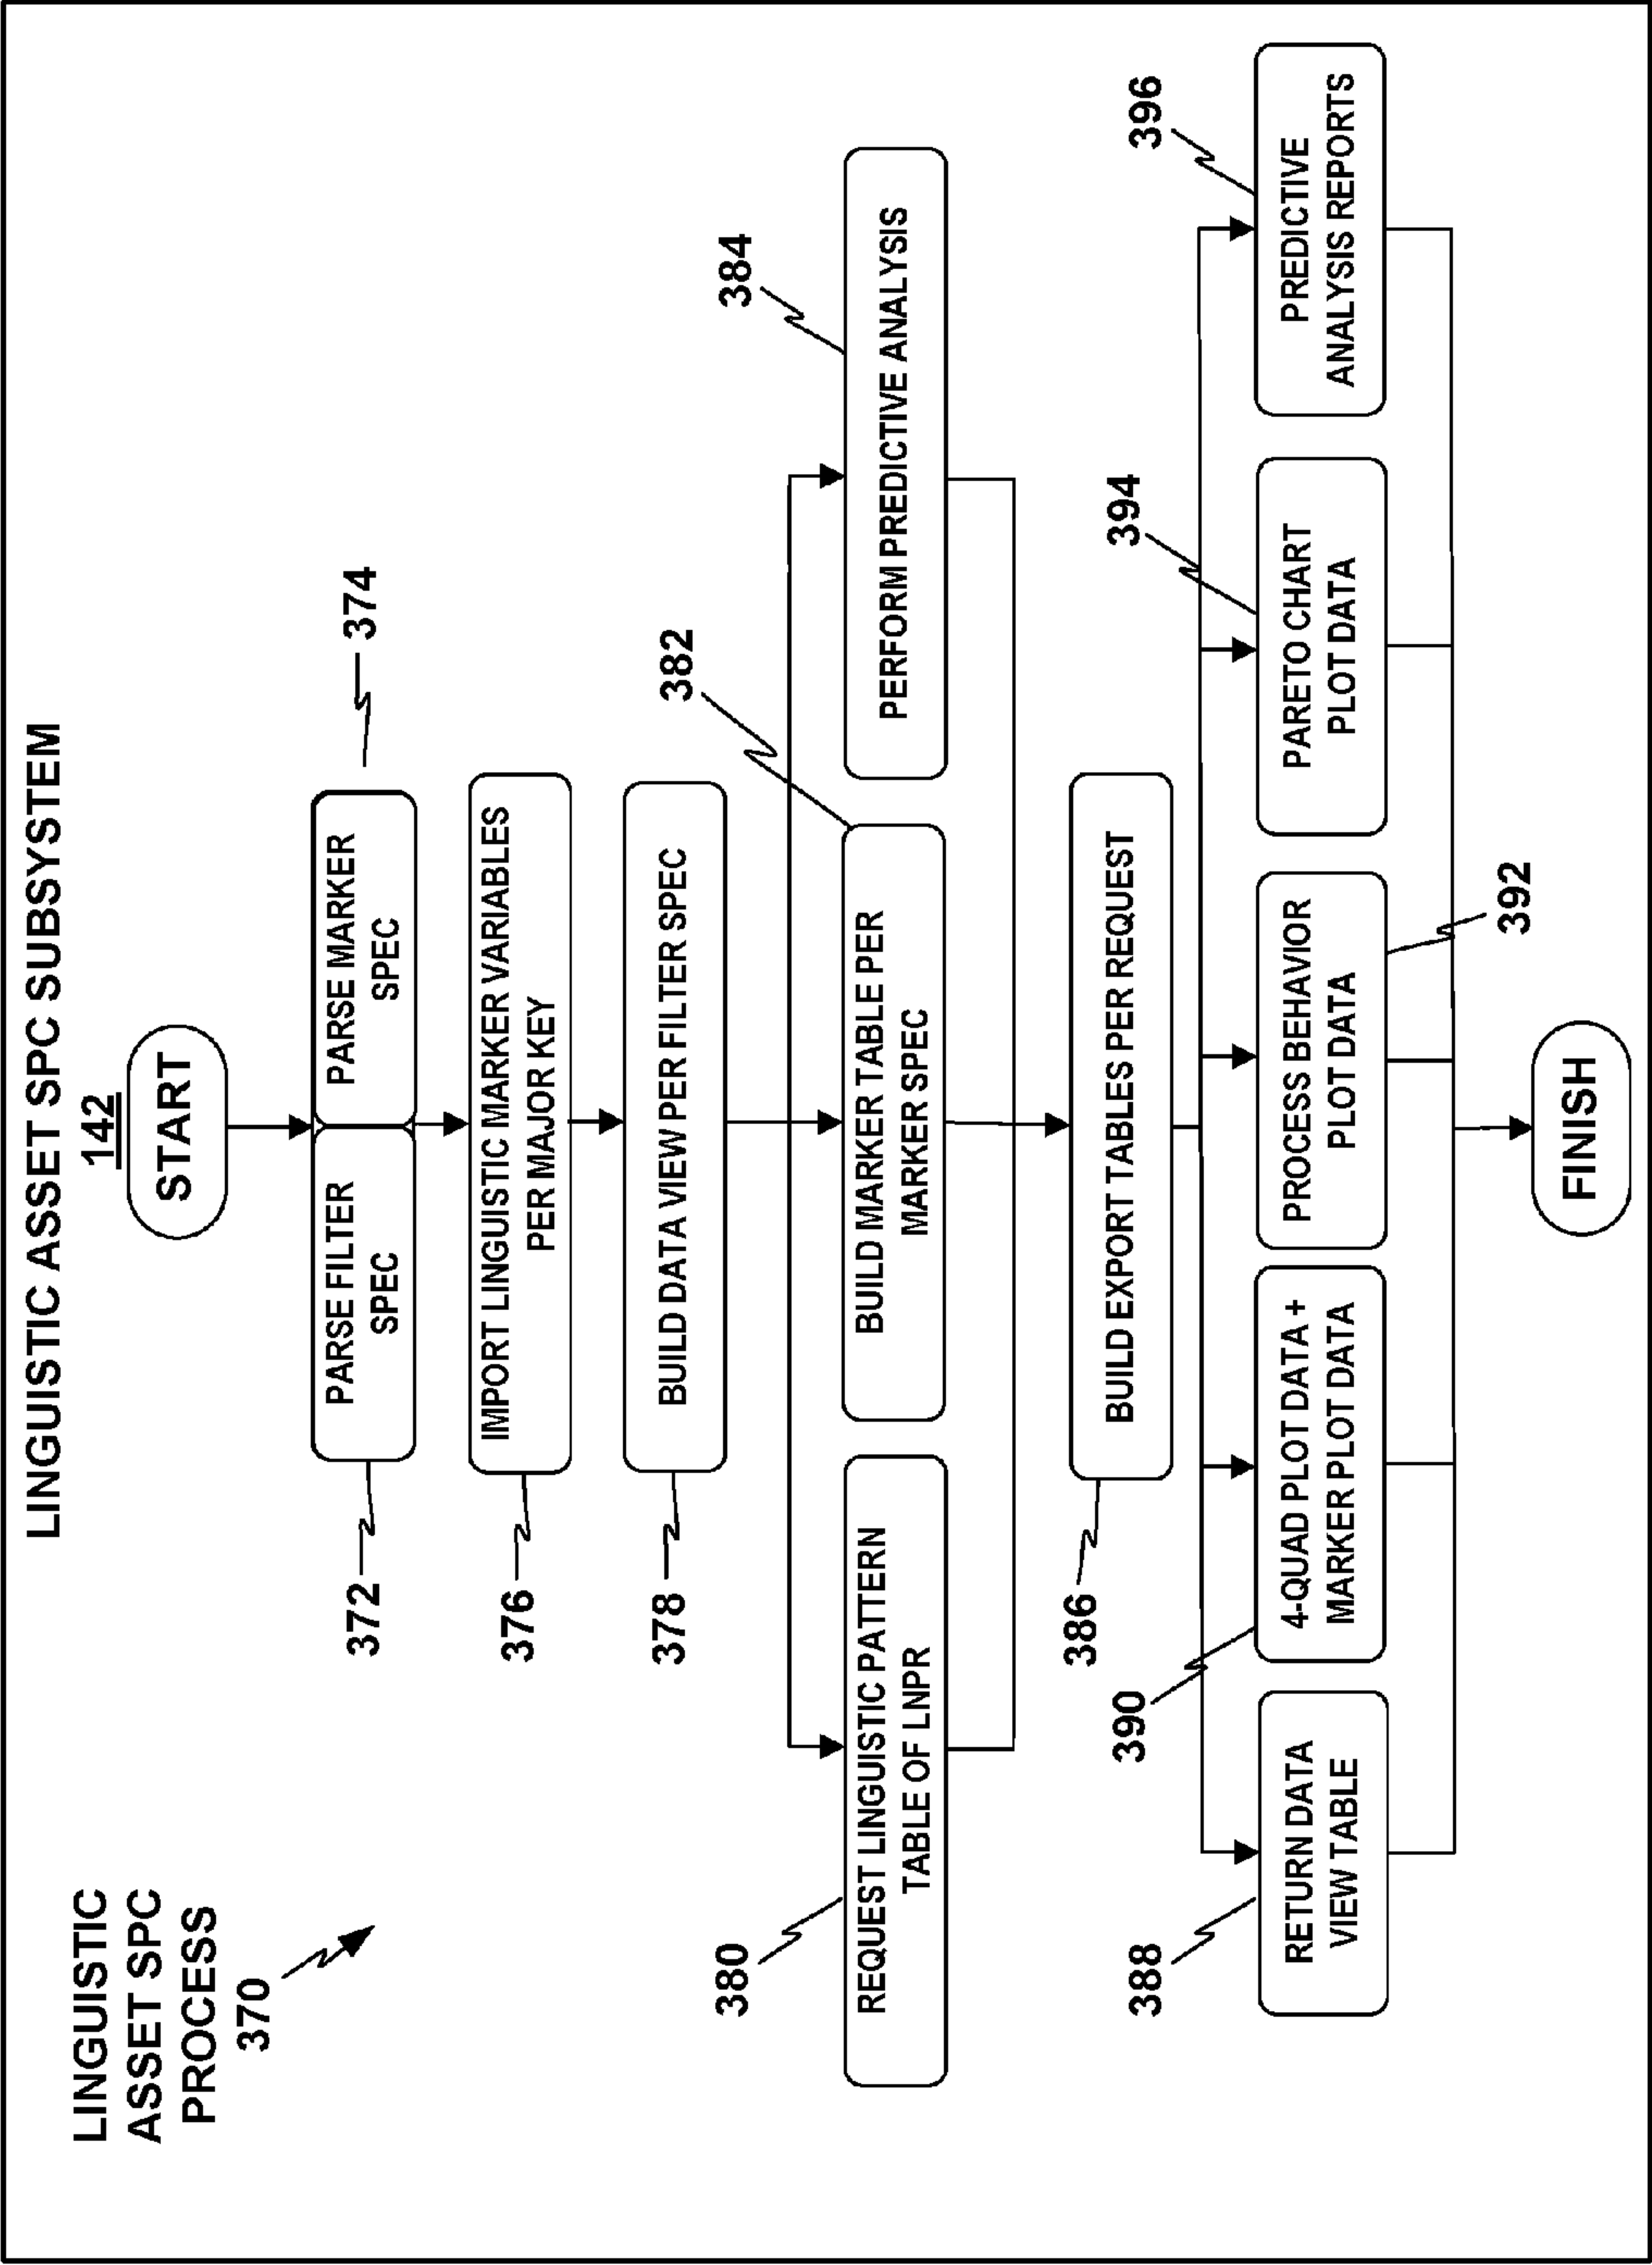 LINGUISTIC ASSET SPC SUBSYSTEM
142
LINGUISTIC
ASSET SPC
PROCESS
370
START
372
PARSE FILTER
SPEC
PARSE MARKER
SPEC
374
376
IMPORT LINGUISTIC MARKER VARIABLES
PER MAJOR KEY
378
BUILD DATA VIEW PER FILTER SPEC
380
382
384
REQUEST LINGUISTIC PATTERN
TABLE OF LNPR
BUILD MARKER TABLE PER
MARKER SPEC
PERFORM PREDICTIVE ANALYSIS
386
BUILD EXPORT TABLES PER REQUEST
388
390
394
396
RETURN DATA
VIEW TABLE
4-QUAD PLOT DATA +
MARKER PLOT DATA
PROCESS BEHAVIOR
PLOT DATA
PARETO CHART
PLOT DATA
PREDICTIVE
ANALYSIS REPORTS
392
FINISH